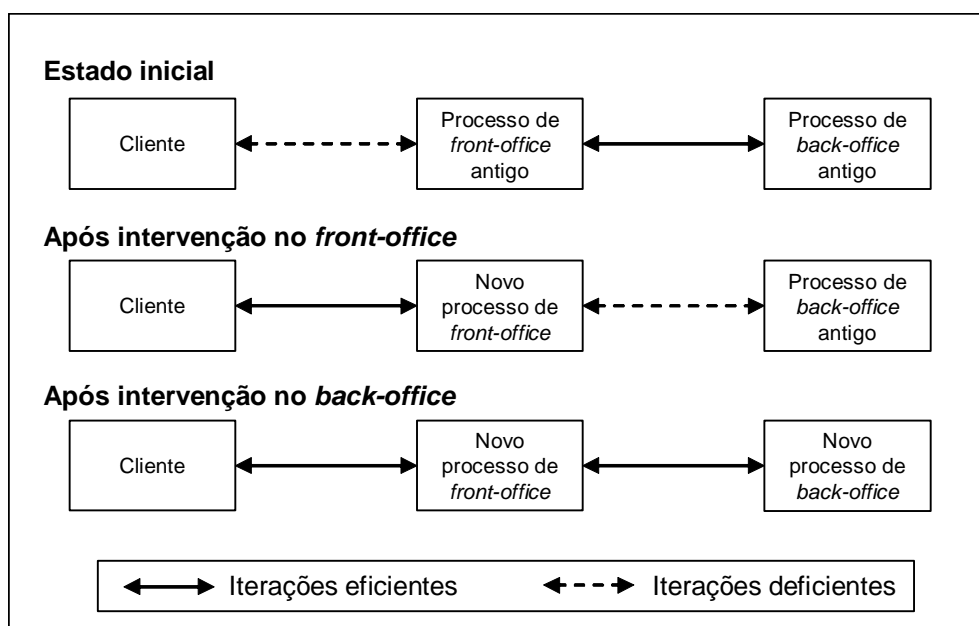 Estado inicial
Cliente
Processo de
front-office
antigo
Processo de
back-office
antigo
Após intervenção no front-office
Cliente
Novo
processo de
front-office
Processo de
back-office
antigo
Após intervenção no back-office
Cliente
Novo
processo de
front-office
Novo
processo de
back-office
Iterações eficientes
Iterações deficientes